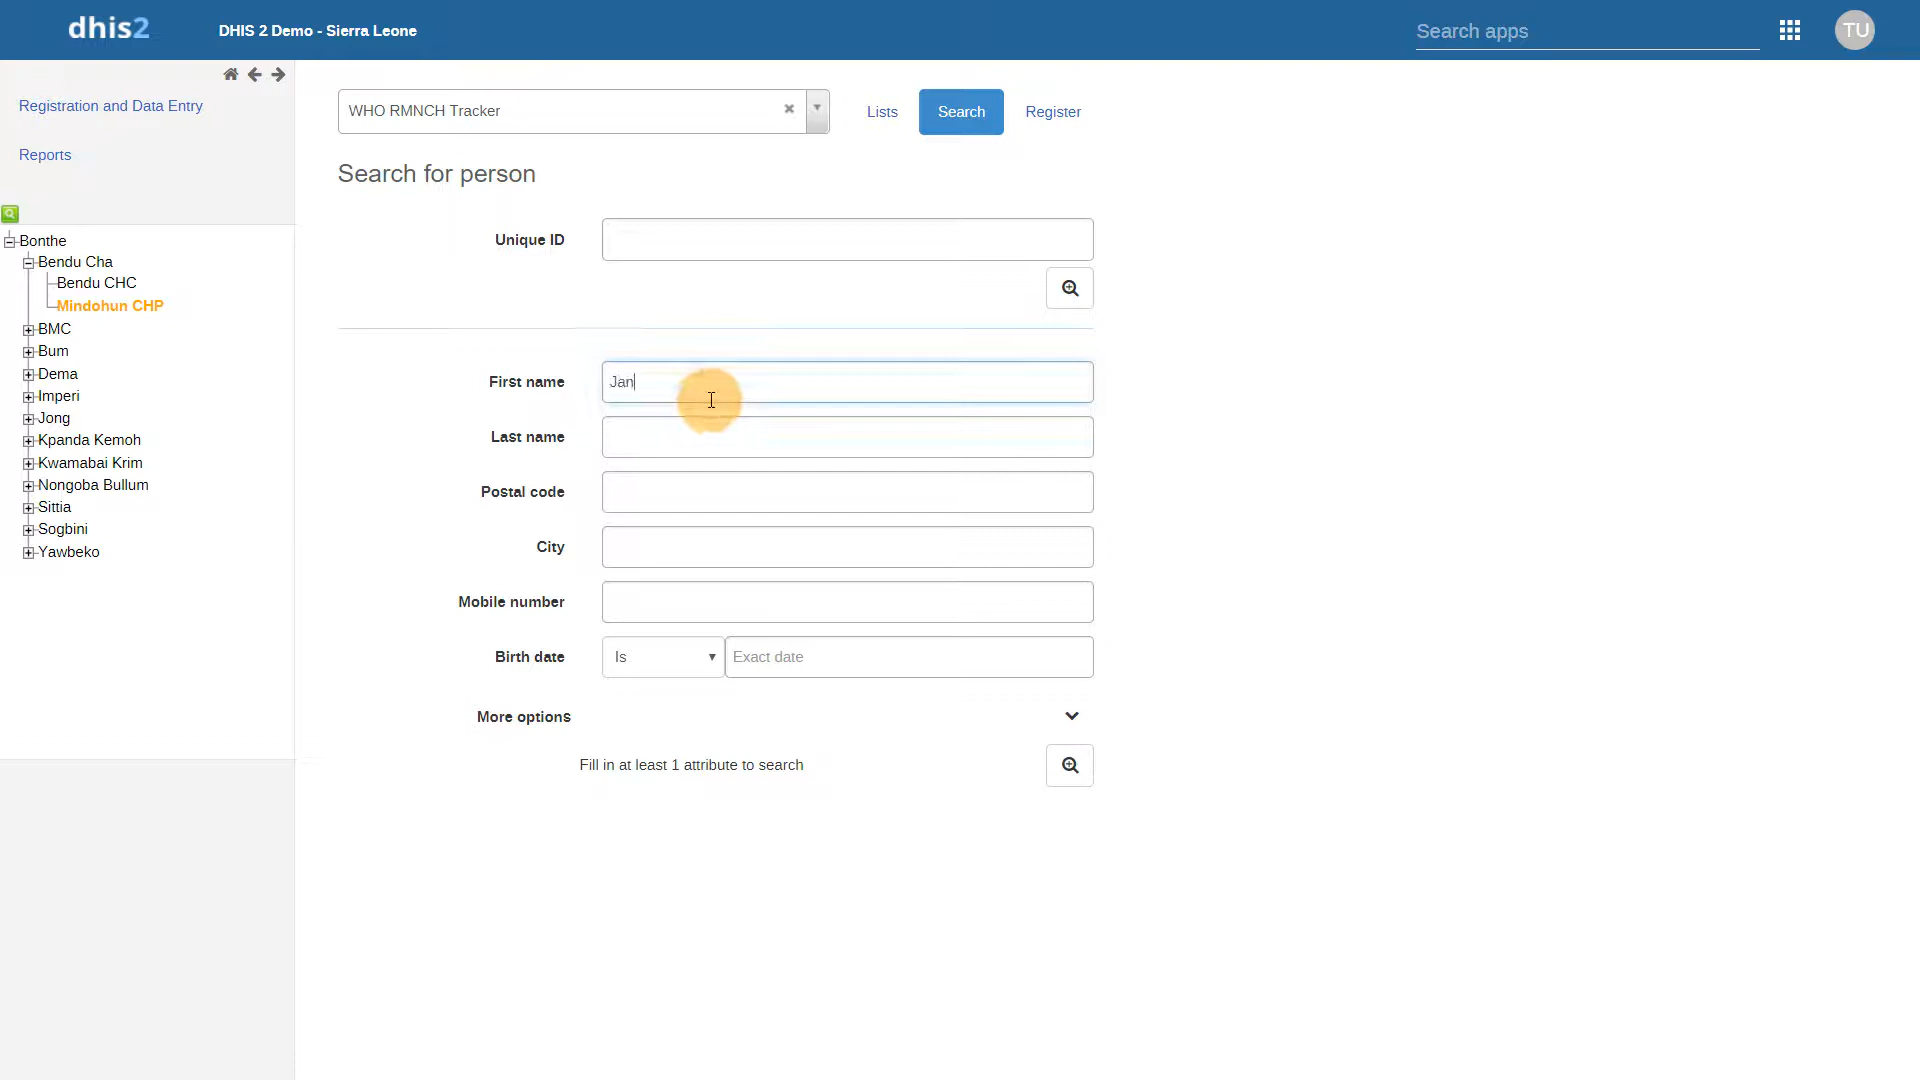 dhis2
DHIS 2 Demo - Sierra Leone
Search apps
TU
Registration and Data Entry
Reports
Bonthe
Bendu Cha
Bendu CHC
Mindohun CHP
BMC
Bum
Dema
Imperi
Jong
Kpanda Kemoh
Kwamabai Krim
Nongoba Bullum
Sittia
Sogbini
Yawbeko
WHO RMNCH Tracker
Lists
Search
Register
Search for person
Unique ID
First name
Jan
Last name
Postal code
City
Mobile number
Birth date
Is
Exact date
More options
Fill in at least 1 attribute to search